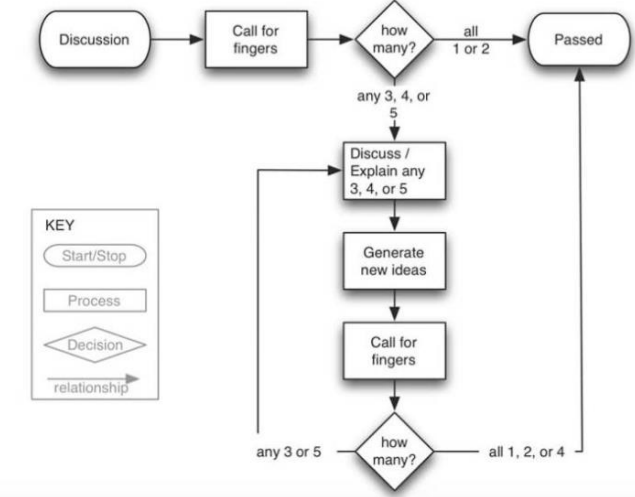 Discussion
Call for
fingers
how
many?
all
1 or 2
Passed
any 3, 4, or
5
Discuss /
Explain any
3, 4, or 5
Generate
new ideas
Call for
fingers
how
many?
any 3 or 5
all 1, 2, or 4
KEY
Start/Stop
Process
Decision
relationship